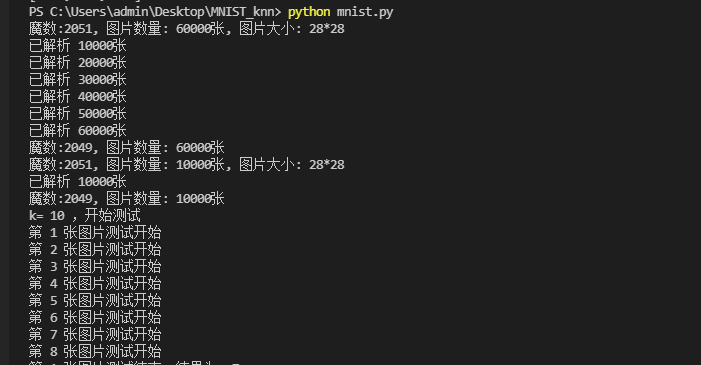 PS C:\Users\admin\Desktop\MNIST_knn> python mnist.py
魔数:2051, 图片数量: 60000张, 图片大小: 28*28
已解析 10000张
已解析 20000张
已解析 30000张
已解析 40000张
已解析 50000张
已解析 60000张
魔数:2049, 图片数量: 60000张
魔数:2051, 图片数量: 10000张, 图片大小: 28*28
已解析 10000张
魔数:2049, 图片数量: 10000张
k= 10 ，开始测试
第 1 张图片测试开始
第 2 张图片测试开始
第 3 张图片测试开始
第 4 张图片测试开始
第 5 张图片测试开始
第 6 张图片测试开始
第 7 张图片测试开始
第 8 张图片测试开始